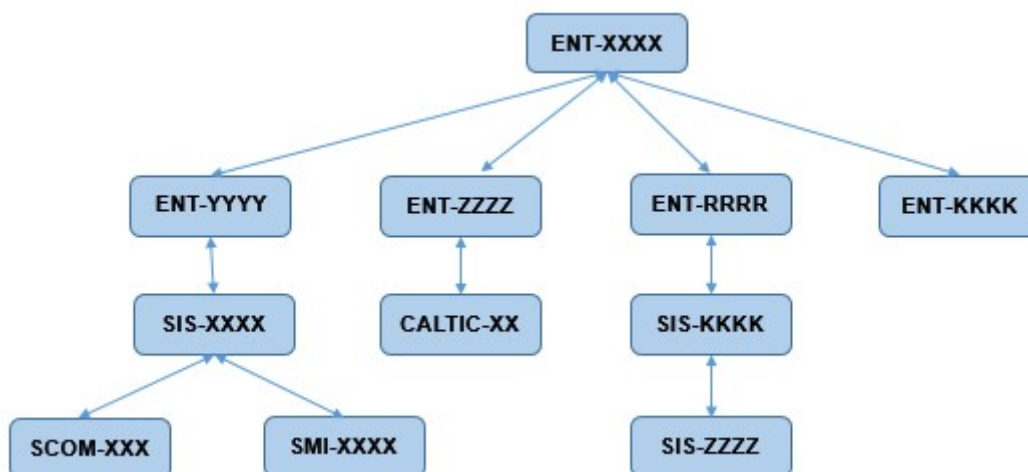 ENT-XXXX
ENT-YYYY
ENT-ZZZZ
ENT-RRRR
ENT-KKKK
SIS-XXXX
CALTIC-XX
SIS-KKKK
SCOM-XXX
SMI-XXXX
SIS-ZZZZ